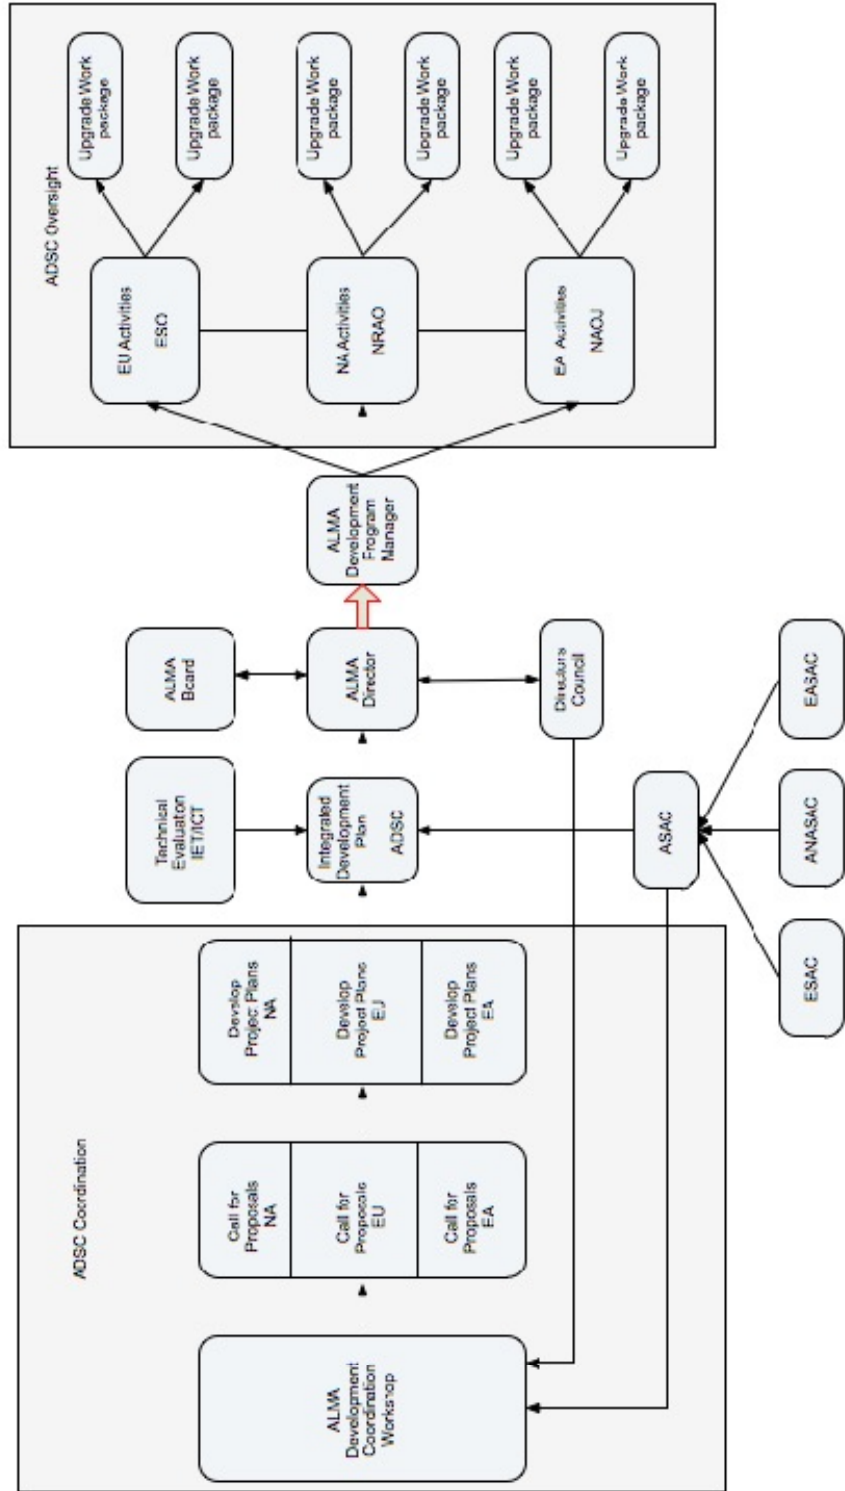 ADSC Coordination
ALMA
Development
Coordination
Workshop
Call for
Proposals
NA
Call for
Proposals
EU
Call for
Proposals
EA
Develop
Project Plans
NA
Develop
Project Plans
EU
Develop
Project Plans
EA
Technical
Evaluation
IET/ICT
Integrated
Development
Plan
ADSC
ASAC
ESAC
ANASAC
EASAC
ALMA
Board
ALMA
Director
Directors
Council
ALMA
Development
Program
Manager
ADSC Oversight
EU Activities
ESO
NA Activities
NRAO
EA Activities
NAOJ
Upgrade Work
package
Upgrade Work
package
Upgrade Work
package
Upgrade Work
package
Upgrade Work
package
Upgrade Work
package